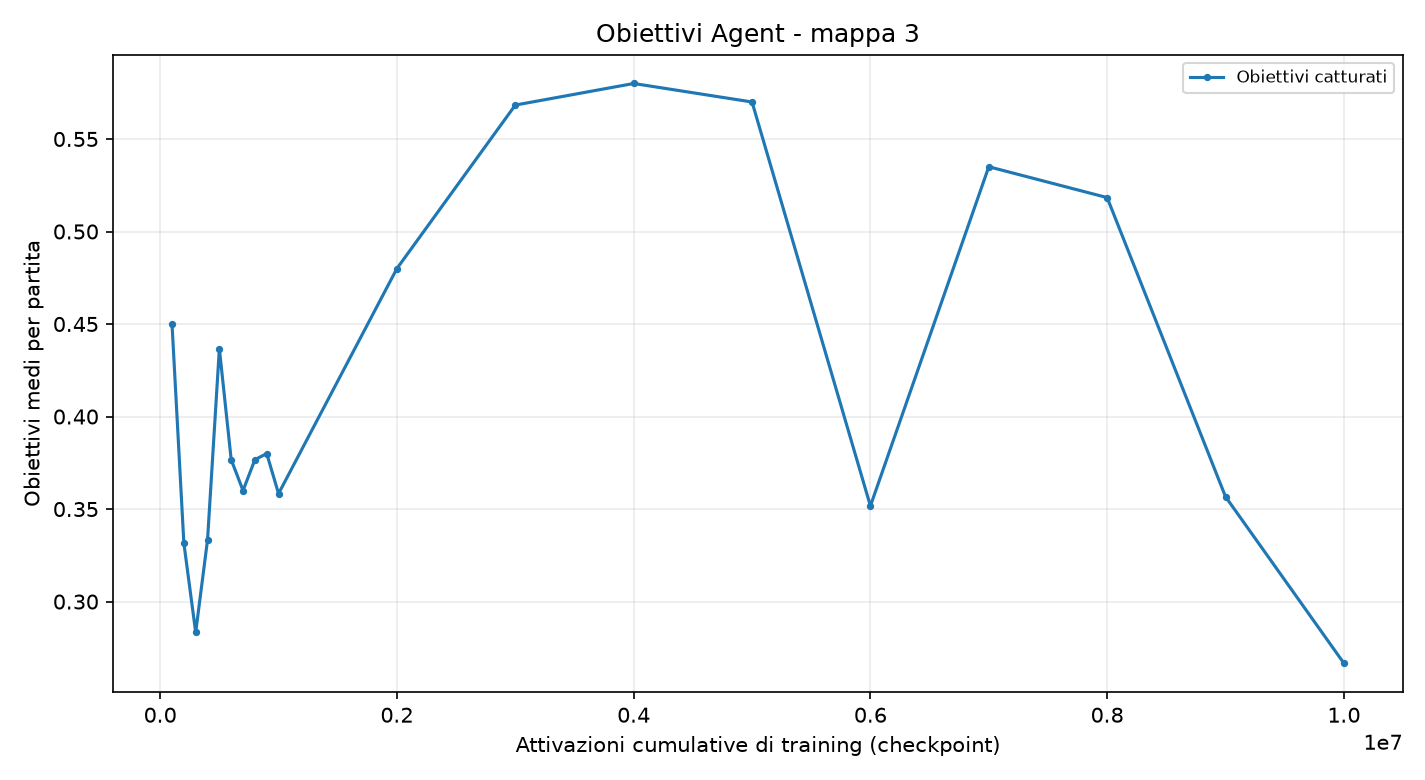 Obiettivi Agent - mappa 3
Obiettivi catturati
Obiettivi medi per partita
0.55
0.50
0.45
0.40
0.35
0.30
0.0 0.2 0.4 0.6 0.8 1.0
1e7
Attivazioni cumulative di training (checkpoint)